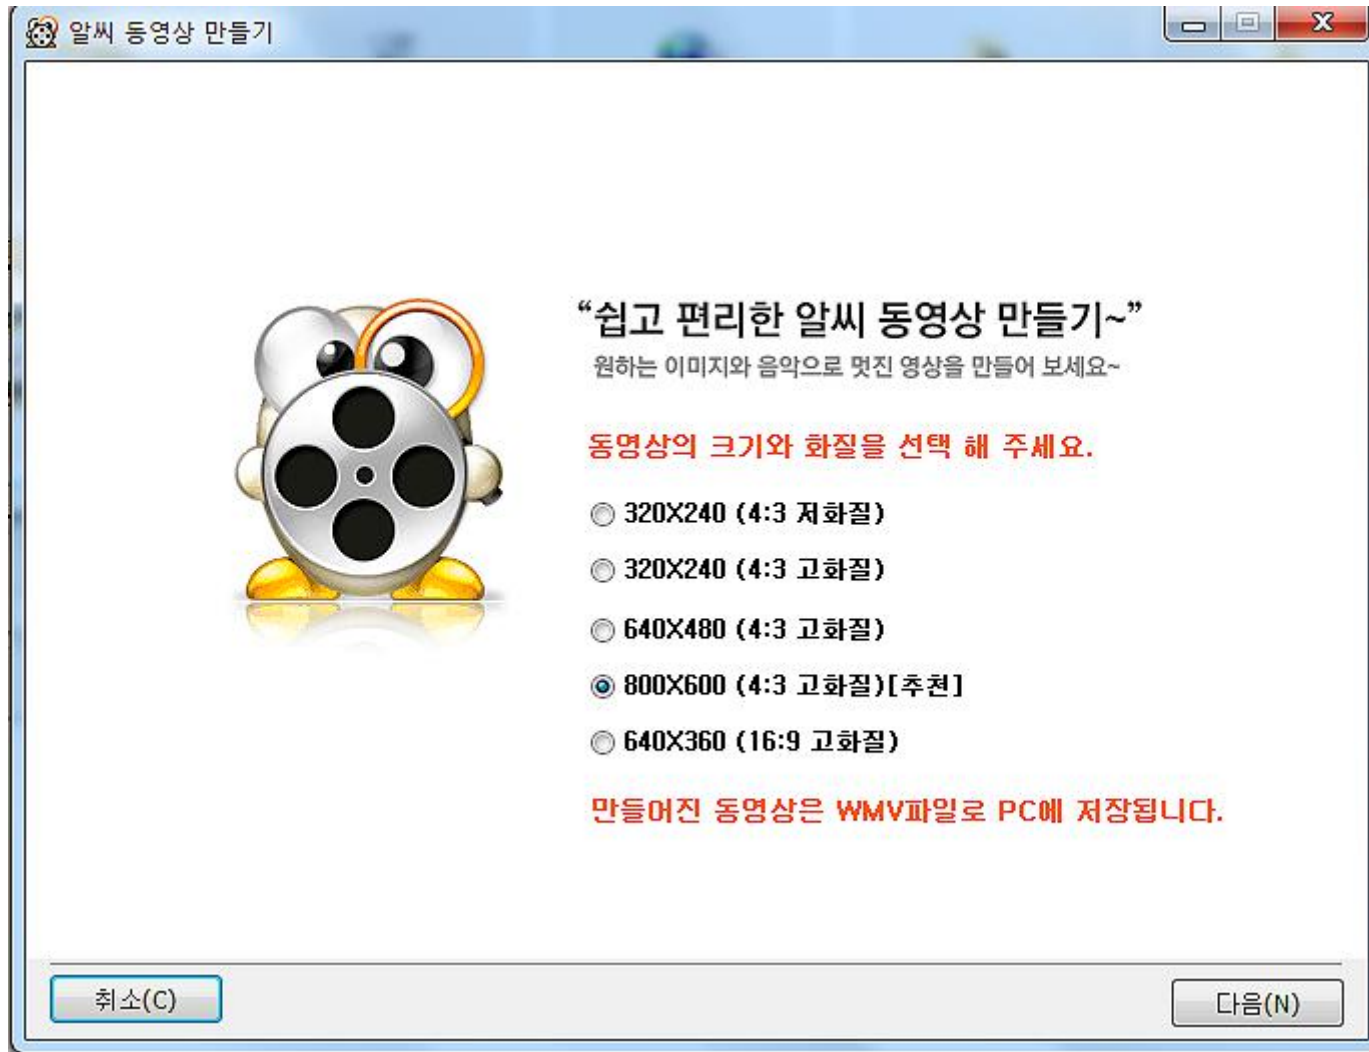 알씨 동영상 만들기
“쉽고 편리한 알씨 동영상 만들기~”
원하는 이미지와 음악으로 멋진 영상을 만들어 보세요~
동영상의 크기와 화질을 선택 해 주세요.
320X240 (4:3 저화질)
320X240 (4:3 고화질)
640X480 (4:3 고화질)
800X600 (4:3 고화질)[추천]
640X360 (16:9 고화질)
만들어진 동영상은 WMV파일로 PC에 저장됩니다.
취소(C)
다음(N)